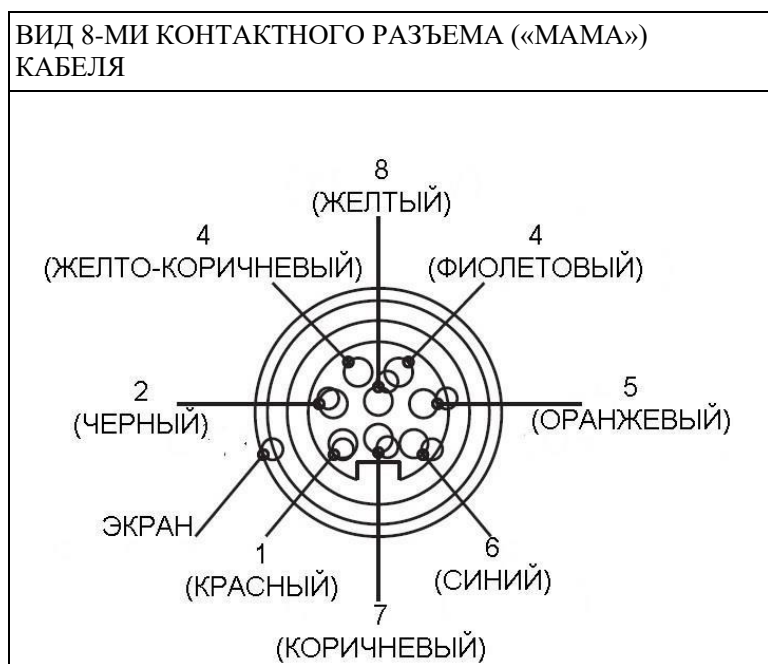 ВИД 8-МИ КОНТАКТНОГО РАЗЪЕМА («МАМА»)
КАБЕЛЯ
8
(ЖЕЛТЫЙ)
4
(ЖЕЛТО-КОРИЧНЕВЫЙ)
4
(ФИОЛЕТОВЫЙ)
2
(ЧЕРНЫЙ)
5
(ОРАНЖЕВЫЙ)
ЭКРАН
1
(КРАСНЫЙ)
6
(СИНИЙ)
7
(КОРИЧНЕВЫЙ)